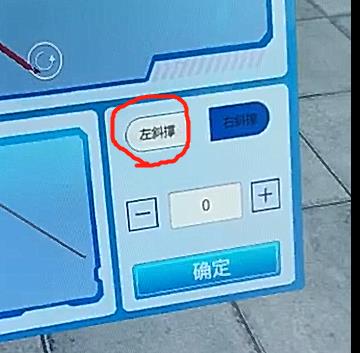 左斜撑 右斜撑
− 0 +
确定